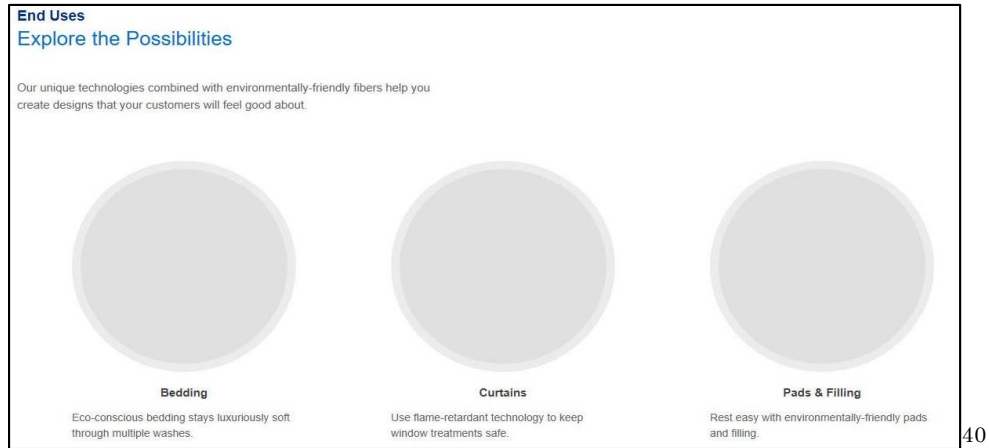 End Uses
Explore the Possibilities
Our unique technologies combined with environmentally-friendly fibers help you
create designs that your customers will feel good about.
Bedding
Eco-conscious bedding stays luxuriously soft
through multiple washes.
Curtains
Use flame-retardant technology to keep
window treatments safe.
Pads & Filling
Rest easy with environmentally-friendly pads
and filling.
40